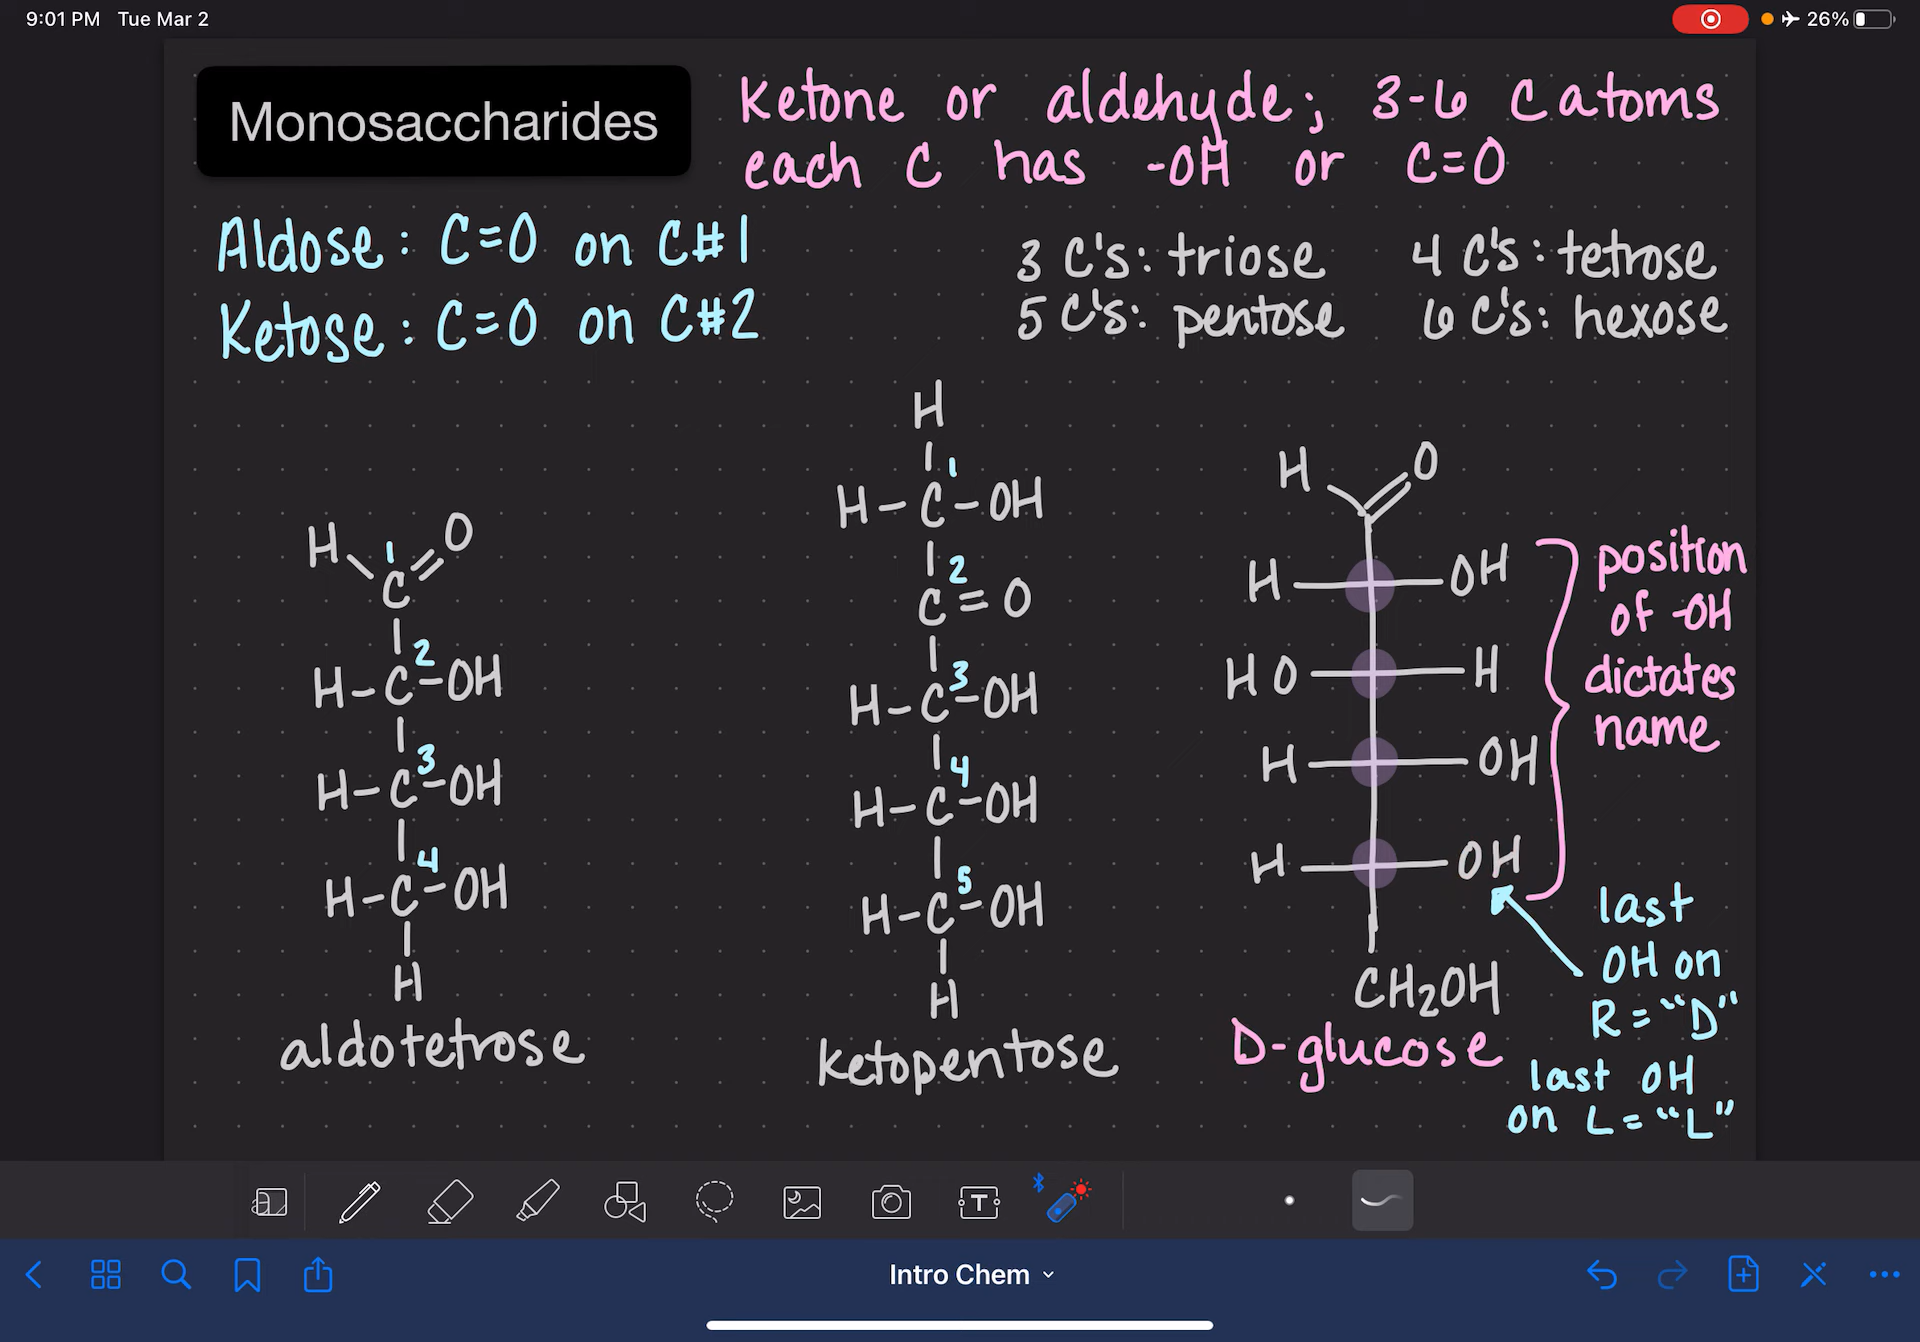 9:01 PM Tue Mar 2
26%
Monosaccharides
Ketone or aldehyde; 3-6 C atoms
each C has -OH or C=O
Aldose: C=O on C#1
Ketose: C=O on C#2
3 C's: triose 4 C's: tetrose
5 C's: pentose 6 C's: hexose
H O
1
C
2
H-C-OH
3
H-C-OH
4
H-C-OH
H
aldotetrose
H
1
H-C-OH
2
C=O
3
H-C-OH
4
H-C-OH
5
H-C-OH
H
ketopentose
H O
H OH
HO H
H OH
H OH
CH₂OH
D-glucose
position
of -OH
dictates
name
last
OH on
R = "D"
last OH
on L = "L"
T
Intro Chem